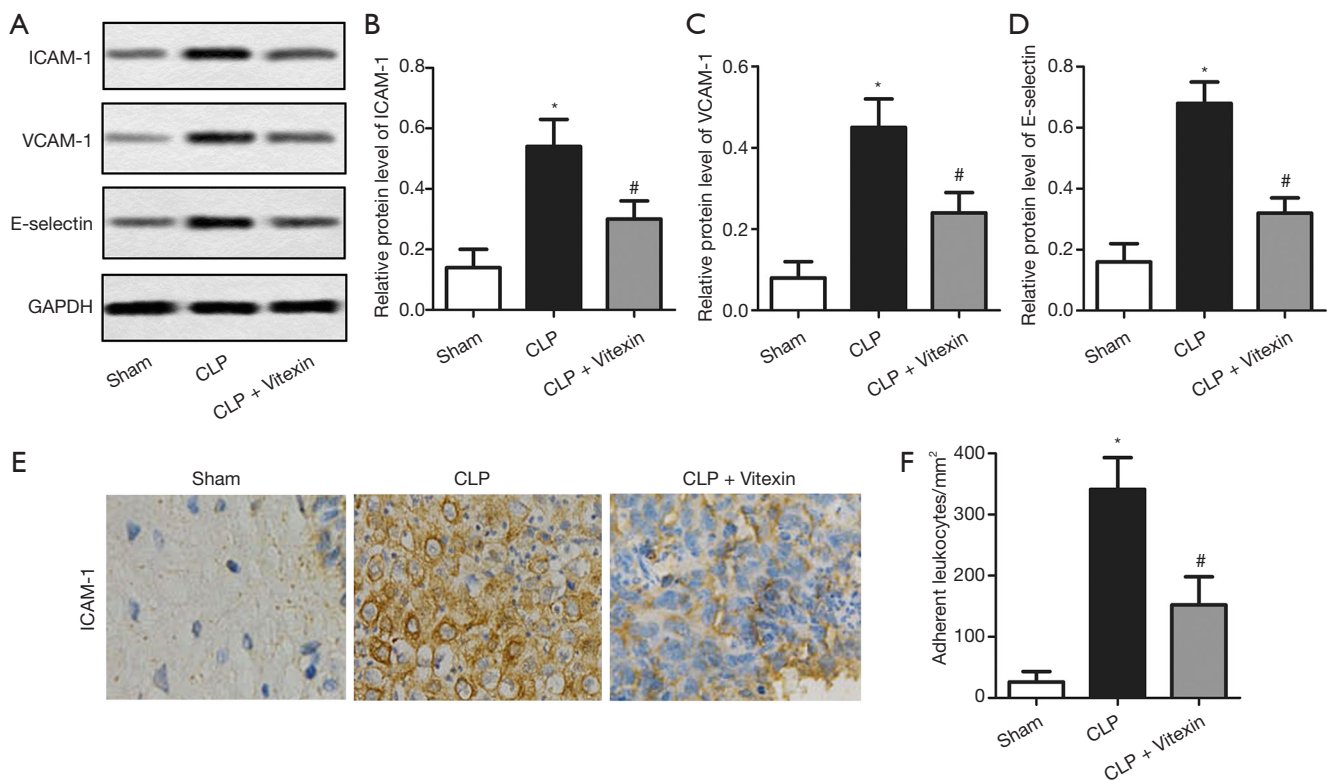 A
ICAM-1
VCAM-1
E-selectin
GAPDH
Sham
CLP
CLP + Vitexin
B
Relative protein level of ICAM-1
0.8
0.6
0.4
0.2
0.0
*
#
Sham
CLP
CLP + Vitexin
C
Relative protein level of VCAM-1
0.6
0.4
0.2
0.0
*
#
Sham
CLP
CLP + Vitexin
D
Relative protein level of E-selectin
0.8
0.6
0.4
0.2
0.0
*
#
Sham
CLP
CLP + Vitexin
E
Sham
CLP
CLP + Vitexin
ICAM-1
F
Adherent leukocytes/mm²
400
300
200
100
0
*
#
Sham
CLP
CLP + Vitexin